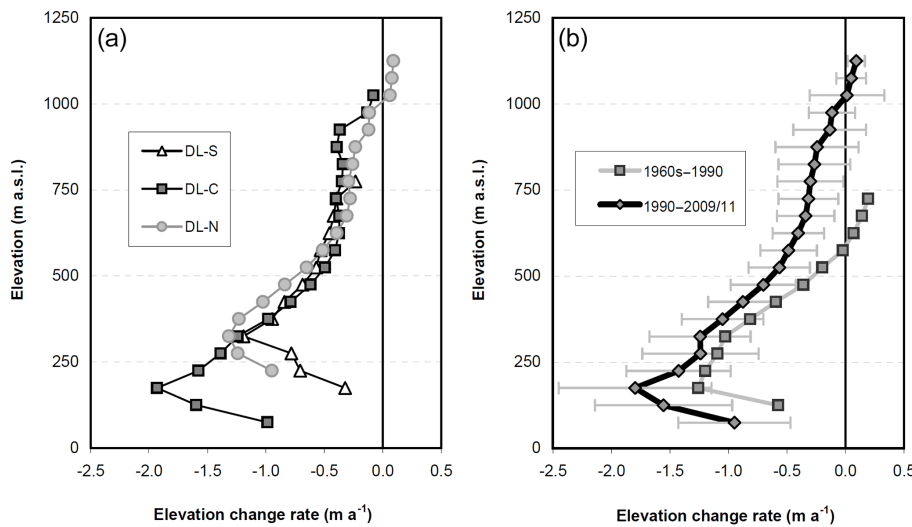 (a)
1250
1000
750
500
250
0
Elevation (m a.s.l.)
DL-S
DL-C
DL-N
-2.5 -2.0 -1.5 -1.0 -0.5 0.0 0.5
Elevation change rate (m a⁻¹)
(b)
1250
1000
750
500
250
0
Elevation (m a.s.l.)
1960s–1990
1990–2009/11
-2.5 -2.0 -1.5 -1.0 -0.5 0.0 0.5
Elevation change rate (m a⁻¹)